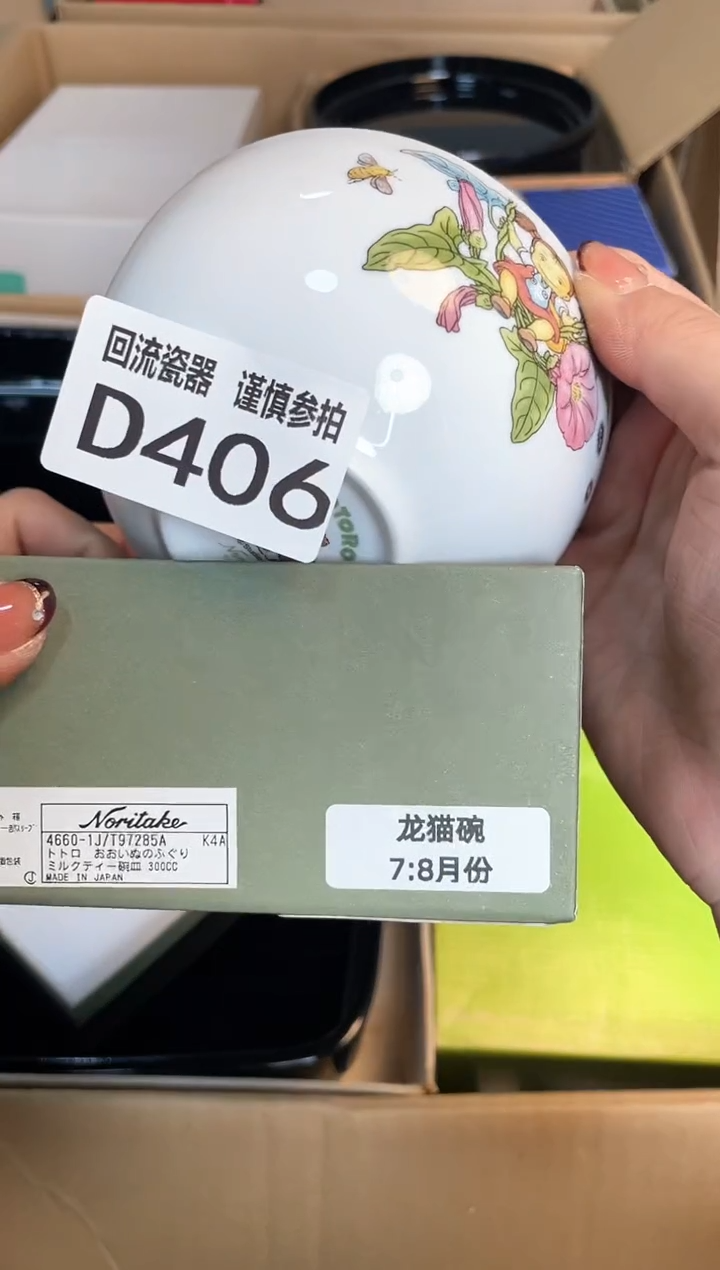 回流瓷器 谨慎参拍
D406
TORO
Noritake
4660-1J/T97285A K4A
トトロ おおいぬのふぐり
ミルクティー碗皿 300CC
MADE IN JAPAN
龙猫碗
7:8月份